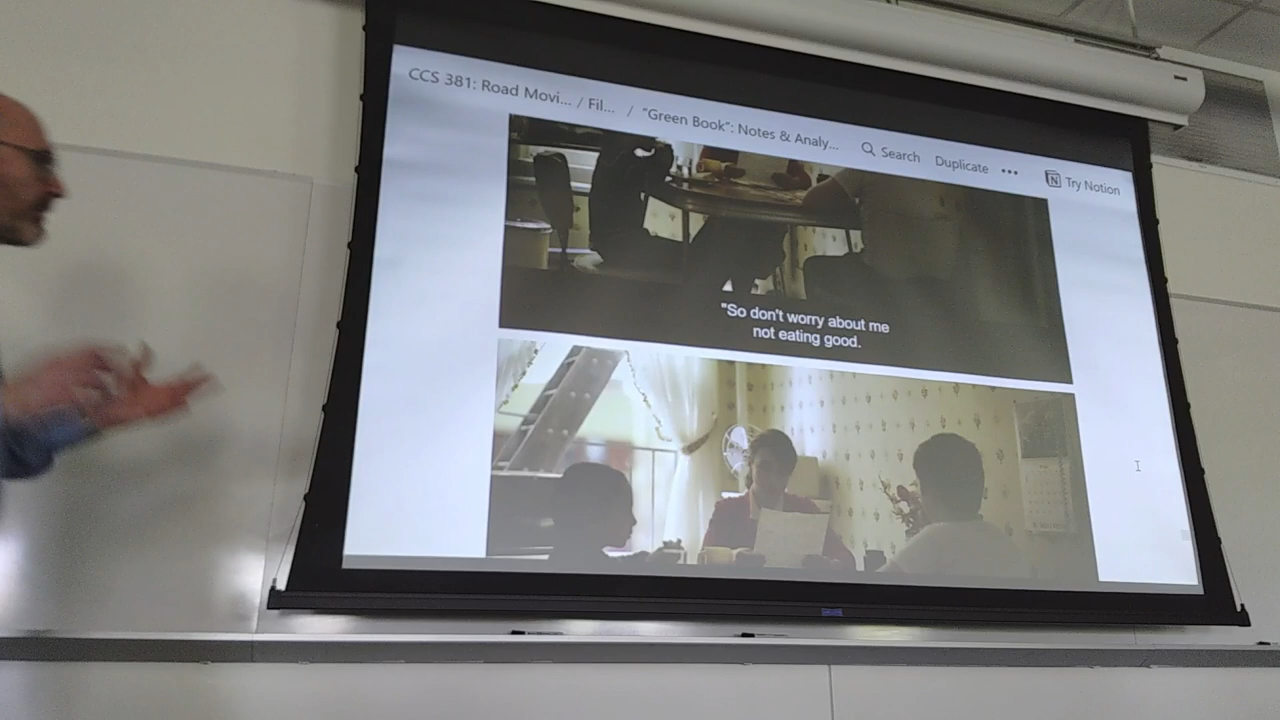 CCS 381: Road Movi... / Fil... / "Green Book": Notes & Analy... Search Duplicate ••• Try Notion
"So don't worry about me
not eating good.